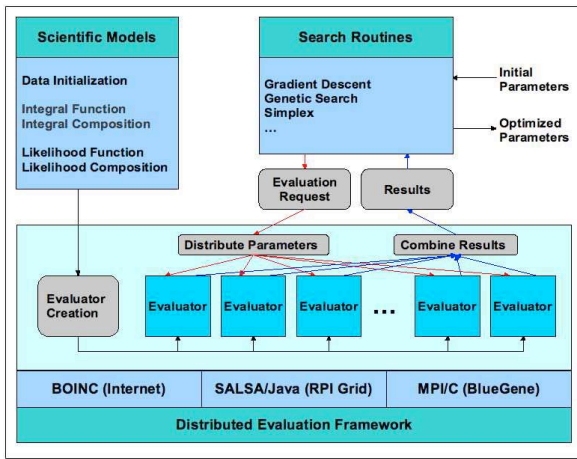 Scientific Models
Data Initialization
Integral Function
Integral Composition
Likelihood Function
Likelihood Composition
Search Routines
Gradient Descent
Genetic Search
Simplex
...
Initial
Parameters
Optimized
Parameters
Evaluation
Request
Results
Distribute Parameters
Combine Results
Evaluator
Creation
Evaluator
Evaluator
Evaluator
...
Evaluator
Evaluator
BOINC (Internet)
SALSA/Java (RPI Grid)
MPI/C (BlueGene)
Distributed Evaluation Framework